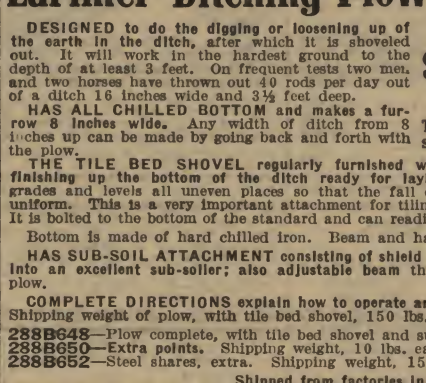 Larimer Ditching Plow
DESIGNED to do the digging or loosening up of
the earth in the ditch, after which it is shoveled
out. It will work in the hardest ground to the
depth of at least 3 feet. On frequent tests two men
and two horses have thrown out 40 rods per day out
of a ditch 16 inches wide and 3½ feet deep.
HAS ALL CHILLED BOTTOM and makes a fur-
row 8 inches wide. Any width of ditch from 8
inches up can be made by going back and forth with
the plow.
THE TILE BED SHOVEL regularly furnished w
finishing up the bottom of the ditch ready for lay
grades and levels all uneven places so that the fall
uniform. This is a very important attachment for tilin
It is bolted to the bottom of the standard and can readi
Bottom is made of hard chilled iron. Beam and ha
HAS SUB-SOIL ATTACHMENT consisting of shield
into an excellent sub-soiler; also adjustable beam th
plow.
COMPLETE DIRECTIONS explain how to operate a
Shipping weight of plow, with tile bed shovel, 150 lbs.
288B648—Plow complete, with tile bed shovel and s
288B650—Extra points. Shipping weight, 10 lbs. ea
288B652—Steel shares, extra. Shipping weight, 15
Shipped from factories in